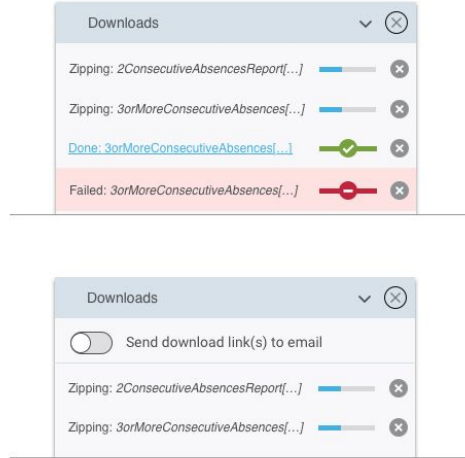 Downloads
Zipping: 2ConsecutiveAbsencesReport[...]
Zipping: 3orMoreConsecutiveAbsences[...]
Done: 3orMoreConsecutiveAbsences[...]
Failed: 3orMoreConsecutiveAbsences[...]
Downloads
Send download link(s) to email
Zipping: 2ConsecutiveAbsencesReport[...]
Zipping: 3orMoreConsecutiveAbsences[...]